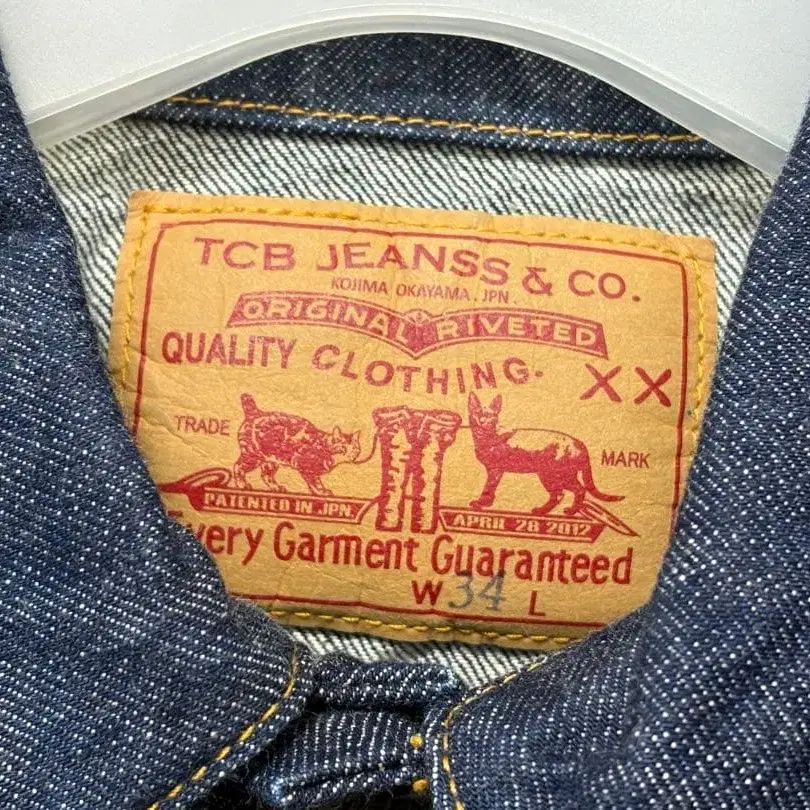 TCB JEANSS & CO.
KOJIMA OKAYAMA, JPN.
ORIGINAL RIVETED
QUALITY CLOTHING. XX
TRADE MARK
PATENTED IN JPN. APRIL 28 2012
Every Garment Guaranteed
W 34 L